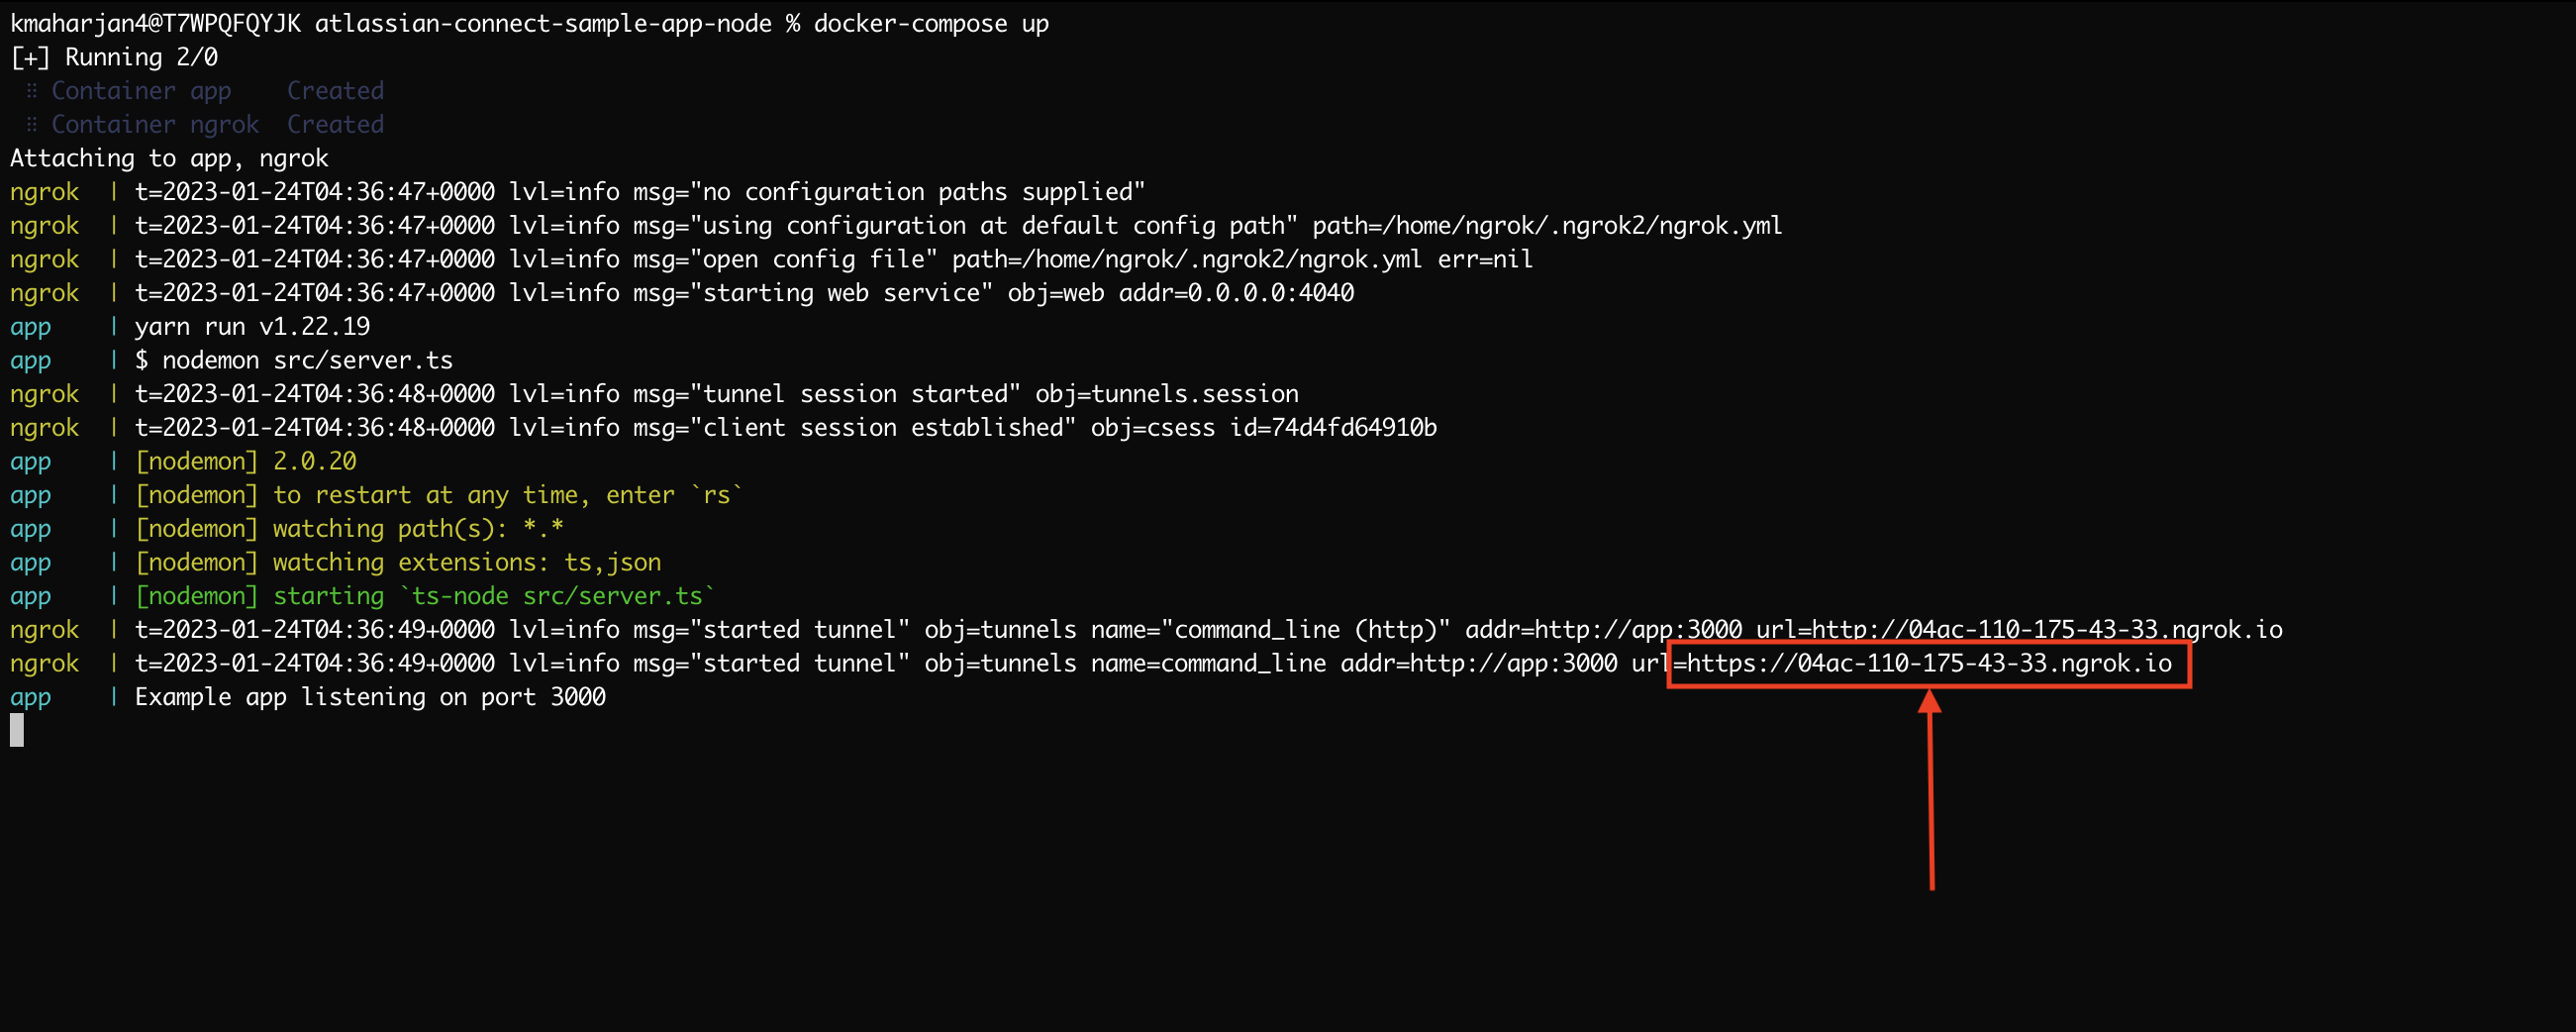 kmaharjan4@T7WPQFQYJK atlassian-connect-sample-app-node % docker-compose up
[+] Running 2/0
 ⠿ Container app    Created
 ⠿ Container ngrok  Created
Attaching to app, ngrok
ngrok  | t=2023-01-24T04:36:47+0000 lvl=info msg="no configuration paths supplied"
ngrok  | t=2023-01-24T04:36:47+0000 lvl=info msg="using configuration at default config path" path=/home/ngrok/.ngrok2/ngrok.yml
ngrok  | t=2023-01-24T04:36:47+0000 lvl=info msg="open config file" path=/home/ngrok/.ngrok2/ngrok.yml err=nil
ngrok  | t=2023-01-24T04:36:47+0000 lvl=info msg="starting web service" obj=web addr=0.0.0.0:4040
app    | yarn run v1.22.19
app    | $ nodemon src/server.ts
ngrok  | t=2023-01-24T04:36:48+0000 lvl=info msg="tunnel session started" obj=tunnels.session
ngrok  | t=2023-01-24T04:36:48+0000 lvl=info msg="client session established" obj=csess id=74d4fd64910b
app    | [nodemon] 2.0.20
app    | [nodemon] to restart at any time, enter `rs`
app    | [nodemon] watching path(s): *.*
app    | [nodemon] watching extensions: ts,json
app    | [nodemon] starting `ts-node src/server.ts`
ngrok  | t=2023-01-24T04:36:49+0000 lvl=info msg="started tunnel" obj=tunnels name="command_line (http)" addr=http://app:3000 url=http://04ac-110-175-43-33.ngrok.io
ngrok  | t=2023-01-24T04:36:49+0000 lvl=info msg="started tunnel" obj=tunnels name=command_line addr=http://app:3000 url=https://04ac-110-175-43-33.ngrok.io
app    | Example app listening on port 3000